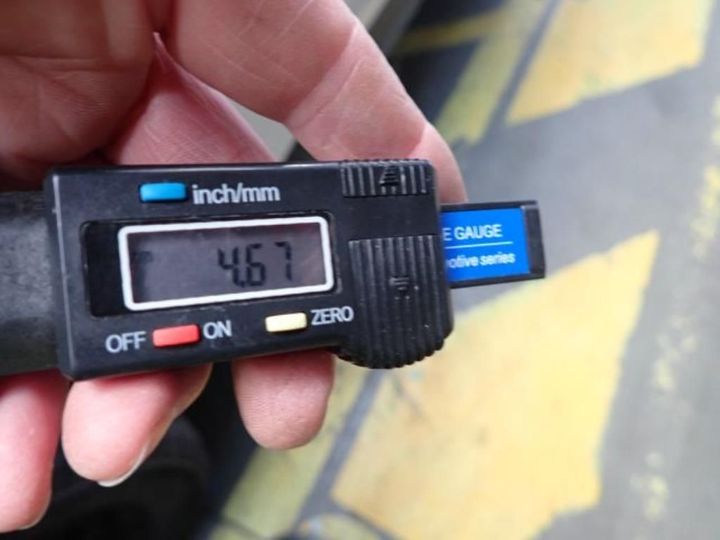 inch/mm
4.67
OFF ON ZERO
E GAUGE
otive series